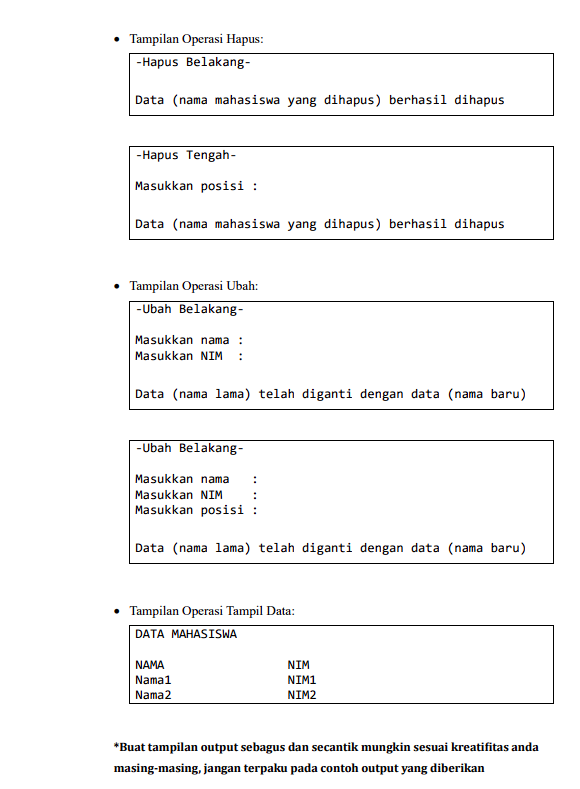 • Tampilan Operasi Hapus:
-Hapus Belakang-
Data (nama mahasiswa yang dihapus) berhasil dihapus
-Hapus Tengah-
Masukkan posisi :
Data (nama mahasiswa yang dihapus) berhasil dihapus
• Tampilan Operasi Ubah:
-Ubah Belakang-
Masukkan nama :
Masukkan NIM  :
Data (nama lama) telah diganti dengan data (nama baru)
-Ubah Belakang-
Masukkan nama   :
Masukkan NIM    :
Masukkan posisi :
Data (nama lama) telah diganti dengan data (nama baru)
• Tampilan Operasi Tampil Data:
DATA MAHASISWA
NAMA NIM
Nama1 NIM1
Nama2 NIM2
*Buat tampilan output sebagus dan secantik mungkin sesuai kreatifitas anda
masing-masing, jangan terpaku pada contoh output yang diberikan